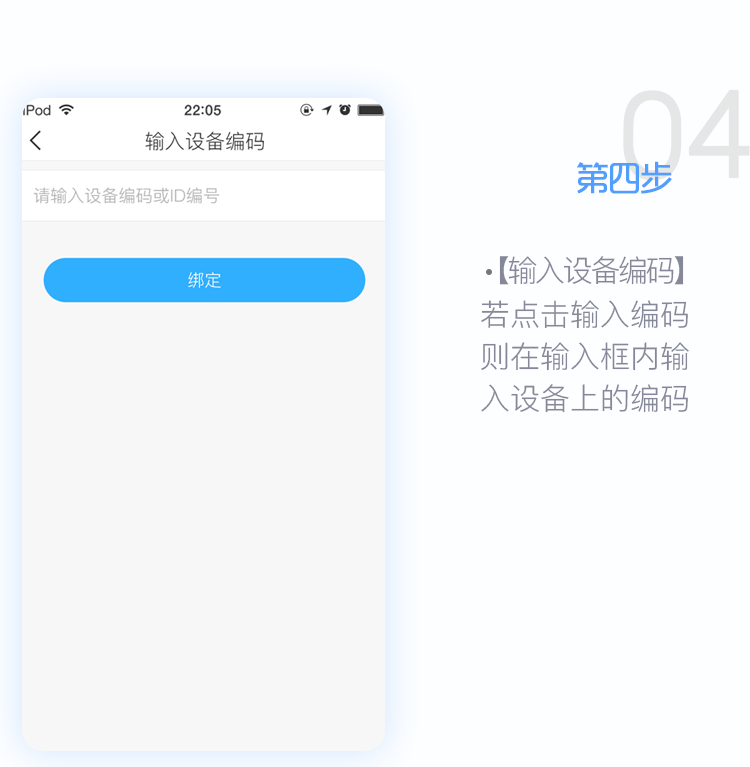 iPod
22:05
输入设备编码
请输入设备编码或ID编号
绑定
04
第四步
·【输入设备编码】
若点击输入编码
则在输入框内输
入设备上的编码